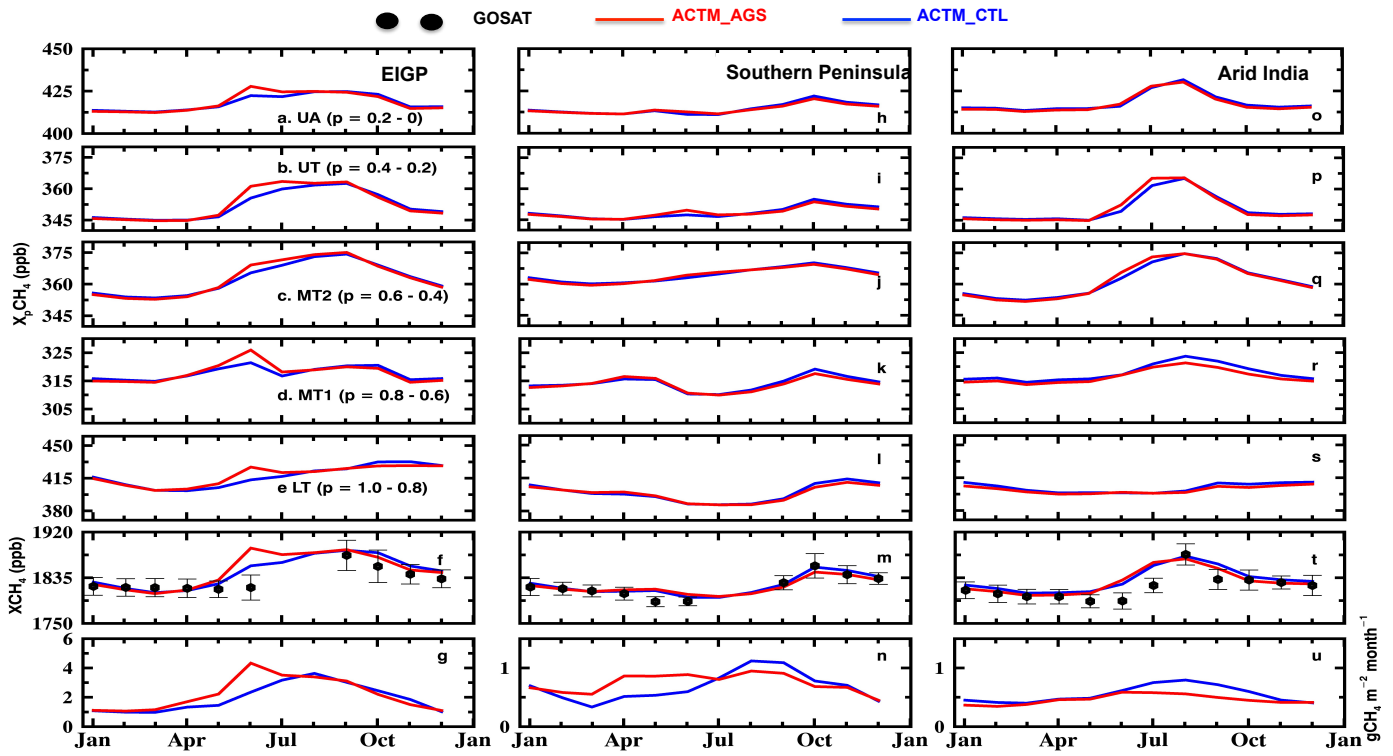 GOSAT ACTM_AGS ACTM_CTL
450
425
400
EIGP
a. UA (p = 0.2 - 0)
Southern Peninsula
h
Arid India
o
375
360
345
b. UT (p = 0.4 - 0.2)
i
p
375
360
345
c. MT2 (p = 0.6 - 0.4)
j
q
XpCH4 (ppb)
325
315
305
d. MT1 (p = 0.8 - 0.6)
k
r
450
415
380
e LT (p = 1.0 - 0.8)
l
s
XCH4 (ppb)
1920
1835
1750
f
m
t
6
4
2
0
g
1
0
n
1
0
u
gCH4 m−2 month−1
Jan Apr Jul Oct Jan
Jan Apr Jul Oct Jan
Jan Apr Jul Oct Jan